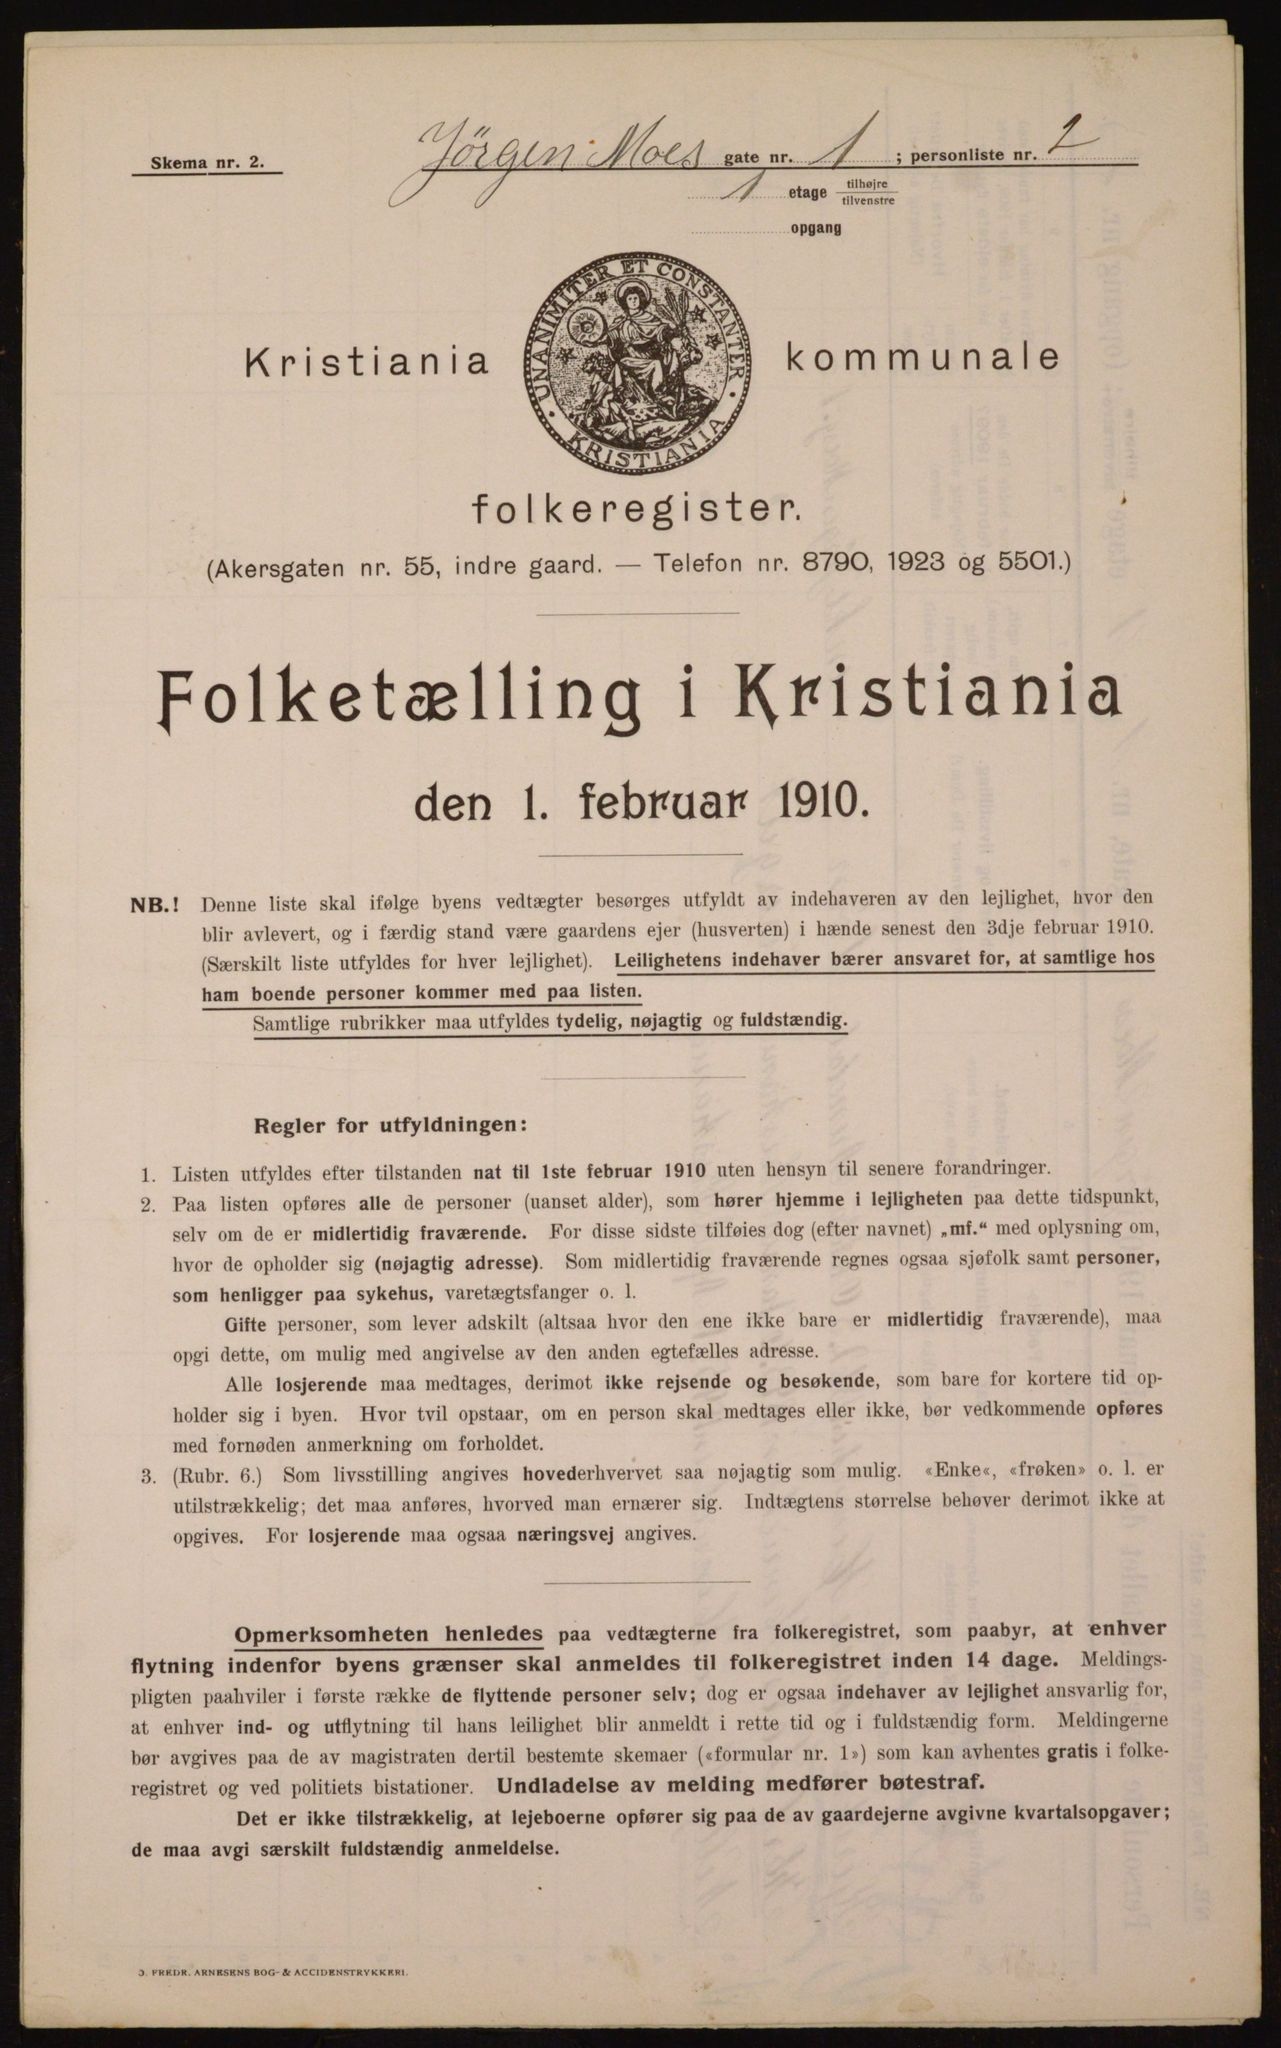 Skema nr. 2.
Jörgen Moes gate nr. 1 ; personliste nr. 2
1 etage tilhøjre
tilvenstre
opgang
UNANIMITER ET CONSTANTER
KRISTIANIA
Kristiania kommunale
folkeregister.
(Akersgaten nr. 55, indre gaard. — Telefon nr. 8790, 1923 og 5501.)
Folketælling i Kristiania
den 1. februar 1910.
NB.! Denne liste skal ifølge byens vedtægter besørges utfyldt av indehaveren av den lejlighet, hvor den
blir avlevert, og i færdig stand være gaardens ejer (husverten) i hænde senest den 3dje februar 1910.
(Særskilt liste utfyldes for hver lejlighet). Leilighetens indehaver bærer ansvaret for, at samtlige hos
ham boende personer kommer med paa listen.
Samtlige rubrikker maa utfyldes tydelig, nøjagtig og fuldstændig.
Regler for utfyldningen:
1. Listen utfyldes efter tilstanden nat til 1ste februar 1910 uten hensyn til senere forandringer.
2. Paa listen opføres alle de personer (uanset alder), som hører hjemme i lejligheten paa dette tidspunkt,
selv om de er midlertidig fraværende. For disse sidste tilføies dog (efter navnet) „mf.“ med oplysning om,
hvor de opholder sig (nøjagtig adresse). Som midlertidig fraværende regnes ogsaa sjøfolk samt personer,
som henligger paa sykehus, varetægtsfanger o. l.
Gifte personer, som lever adskilt (altsaa hvor den ene ikke bare er midlertidig fraværende), maa
opgi dette, om mulig med angivelse av den anden egtefælles adresse.
Alle losjerende maa medtages, derimot ikke rejsende og besøkende, som bare for kortere tid op-
holder sig i byen. Hvor tvil opstaar, om en person skal medtages eller ikke, bør vedkommende opføres
med fornøden anmerkning om forholdet.
3. (Rubr. 6.) Som livsstilling angives hovederhvervet saa nøjagtig som mulig. «Enke«, «frøken» o. l. er
utilstrækkelig; det maa anføres, hvorved man ernærer sig. Indtægtens størrelse behøver derimot ikke at
opgives. For losjerende maa ogsaa næringsvej angives.
Opmerksomheten henledes paa vedtægterne fra folkeregistret, som paabyr, at enhver
flytning indenfor byens grænser skal anmeldes til folkeregistret inden 14 dage. Meldings-
pligten paahviler i første række de flyttende personer selv; dog er ogsaa indehaver av lejlighet ansvarlig for,
at enhver ind- og utflytning til hans leilighet blir anmeldt i rette tid og i fuldstændig form. Meldingerne
bør avgives paa de av magistraten dertil bestemte skemaer («formular nr. 1») som kan avhentes gratis i folke-
registret og ved politiets bistationer. Undladelse av melding medfører bøtestraf.
Det er ikke tilstrækkelig, at lejeboerne opfører sig paa de av gaardejerne avgivne kvartalsopgaver;
de maa avgi særskilt fuldstændig anmeldelse.
FREDR. ARNESENS BOG- & ACCIDENSTRYKKERI.